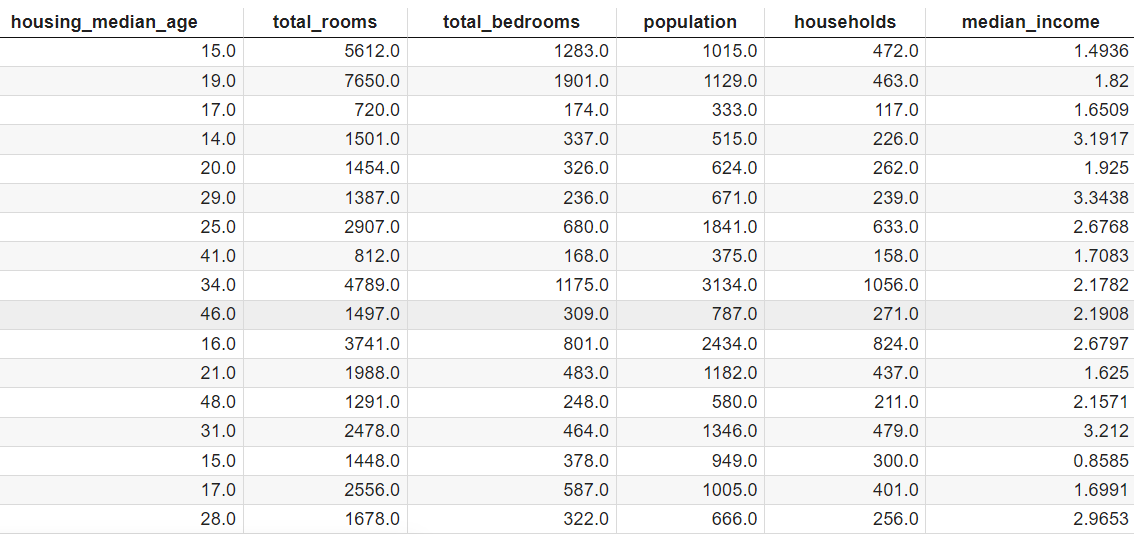 housing_median_age total_rooms total_bedrooms population households median_income
15.0 5612.0 1283.0 1015.0 472.0 1.4936
19.0 7650.0 1901.0 1129.0 463.0 1.82
17.0 720.0 174.0 333.0 117.0 1.6509
14.0 1501.0 337.0 515.0 226.0 3.1917
20.0 1454.0 326.0 624.0 262.0 1.925
29.0 1387.0 236.0 671.0 239.0 3.3438
25.0 2907.0 680.0 1841.0 633.0 2.6768
41.0 812.0 168.0 375.0 158.0 1.7083
34.0 4789.0 1175.0 3134.0 1056.0 2.1782
46.0 1497.0 309.0 787.0 271.0 2.1908
16.0 3741.0 801.0 2434.0 824.0 2.6797
21.0 1988.0 483.0 1182.0 437.0 1.625
48.0 1291.0 248.0 580.0 211.0 2.1571
31.0 2478.0 464.0 1346.0 479.0 3.212
15.0 1448.0 378.0 949.0 300.0 0.8585
17.0 2556.0 587.0 1005.0 401.0 1.6991
28.0 1678.0 322.0 666.0 256.0 2.9653